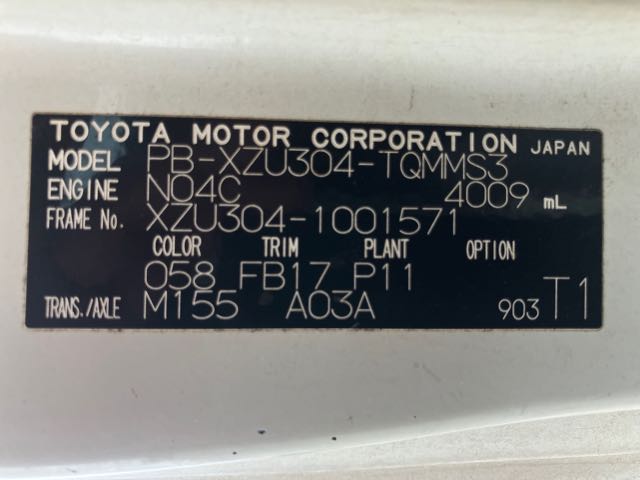 TOYOTA MOTOR CORPORATION JAPAN
MODEL PB-XZU304-TQMMS3
ENGINE N04C 4009 mL
FRAME No. XZU304-1001571
COLOR TRIM PLANT OPTION
058 FB17 P11
TRANS./AXLE M155 A03A 903 T1